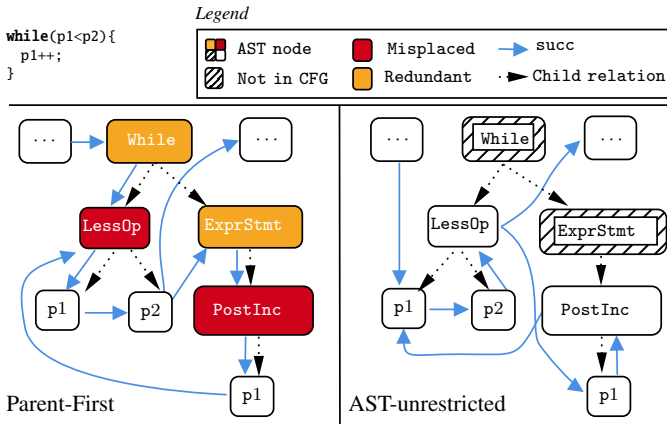 Legend
while(p1<p2){
p1++;
}
AST node
Misplaced
succ
Not in CFG
Redundant
Child relation
...
While
...
LessOp
ExprStmt
p1
p2
PostInc
p1
Parent-First
...
While
...
LessOp
ExprStmt
p1
p2
PostInc
p1
AST-unrestricted